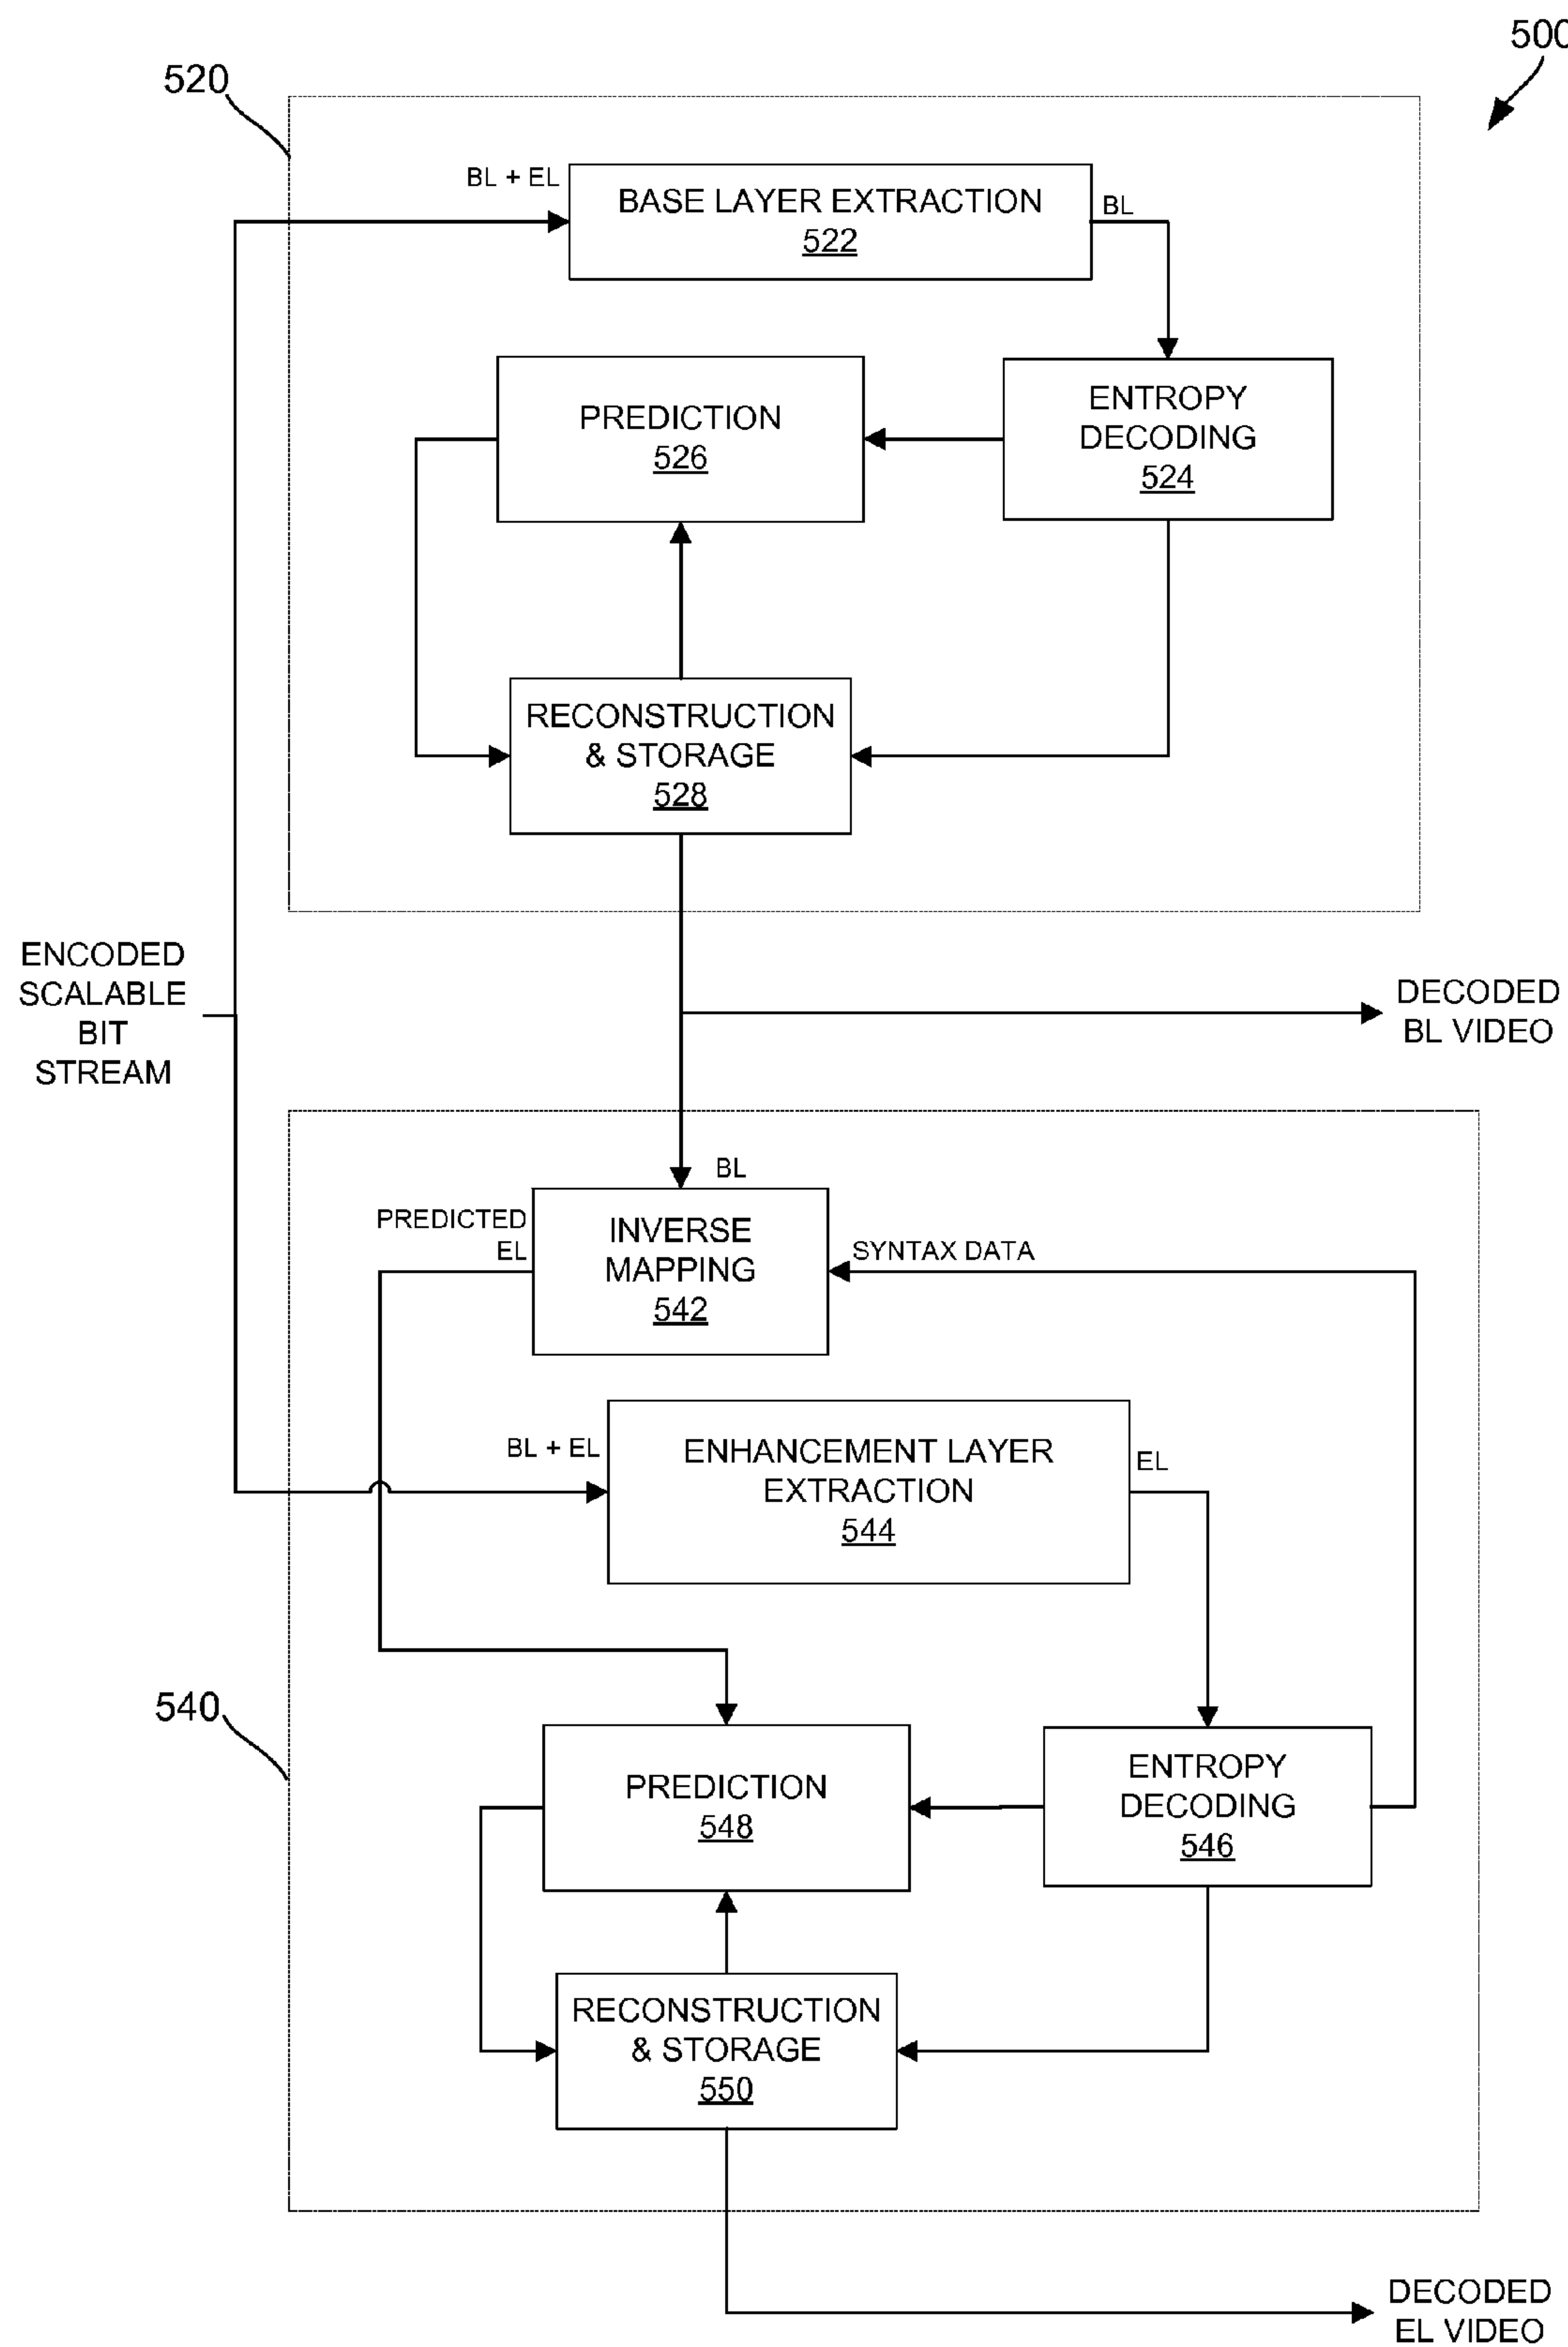 500
520
BL + EL
BASE LAYER EXTRACTION
522
BL
PREDICTION
526
ENTROPY
DECODING
524
RECONSTRUCTION
& STORAGE
528
ENCODED
SCALABLE
BIT
STREAM
DECODED
BL VIDEO
BL
PREDICTED
EL
INVERSE
MAPPING
542
SYNTAX DATA
BL + EL
ENHANCEMENT LAYER
EXTRACTION
544
EL
540
PREDICTION
548
ENTROPY
DECODING
546
RECONSTRUCTION
& STORAGE
550
DECODED
EL VIDEO